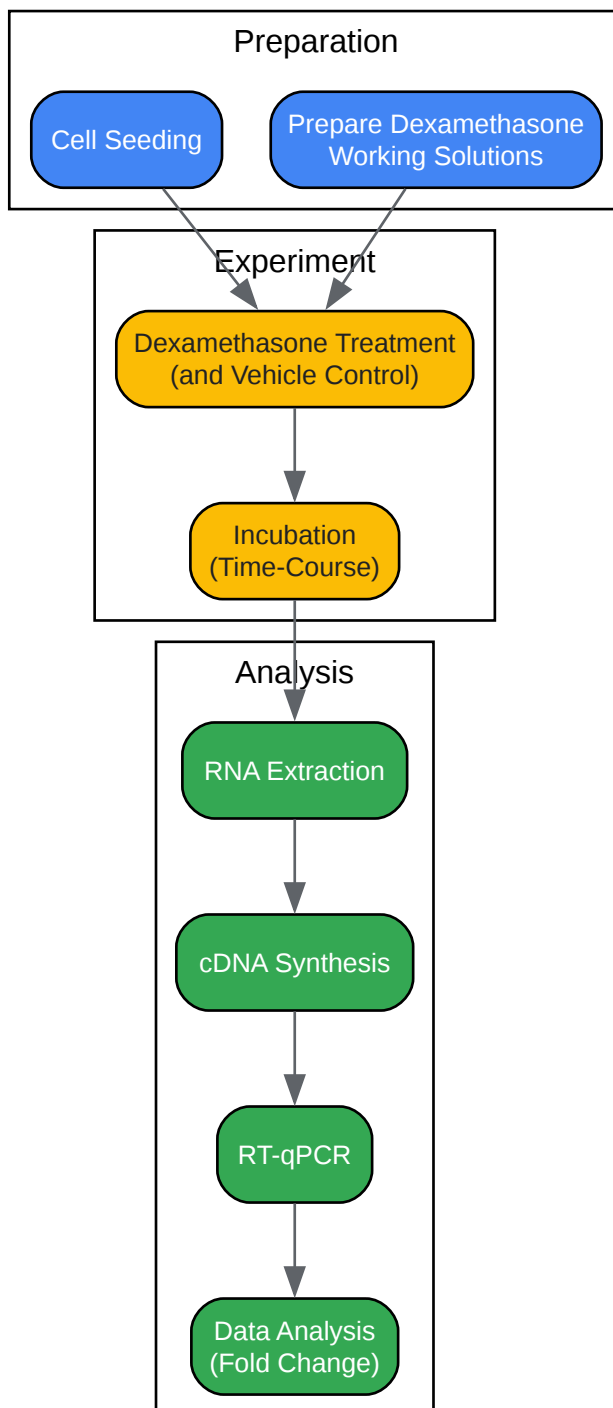 Preparation
Cell Seeding
Prepare Dexamethasone
Working Solutions
Experiment
Dexamethasone Treatment
(and Vehicle Control)
Incubation
(Time-Course)
Analysis
RNA Extraction
cDNA Synthesis
RT-qPCR
Data Analysis
(Fold Change)